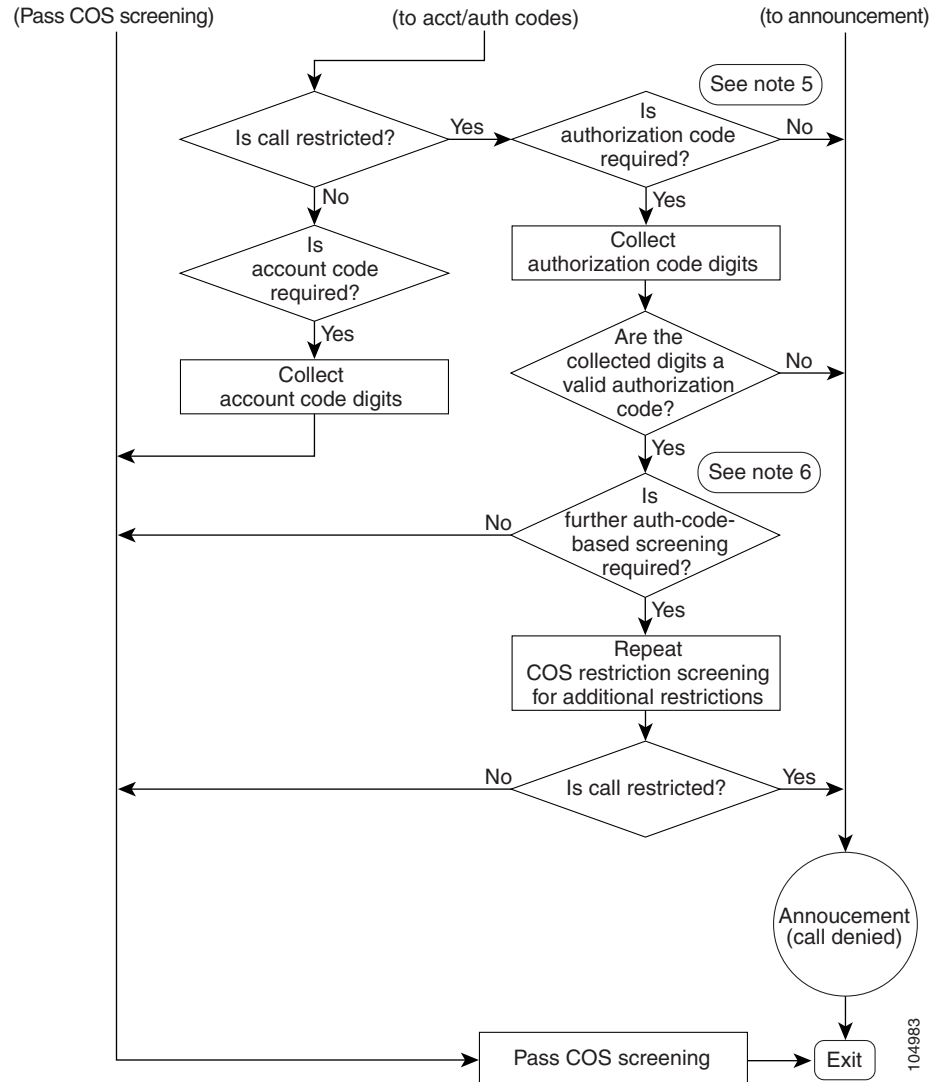 (Pass COS screening)
(to acct/auth codes)
(to announcement)
See note 5
Is call restricted?
Yes
Is
authorization code
required?
No
No
Yes
Is
account code
required?
Collect
authorization code digits
Yes
Are the
collected digits a
valid authorization
code?
No
Collect
account code digits
Yes
See note 6
No
Is
further auth-code-
based screening
required?
Yes
Repeat
COS restriction screening
for additional restrictions
No
Is call restricted?
Yes
Annoucement
(call denied)
Pass COS screening
Exit
104983